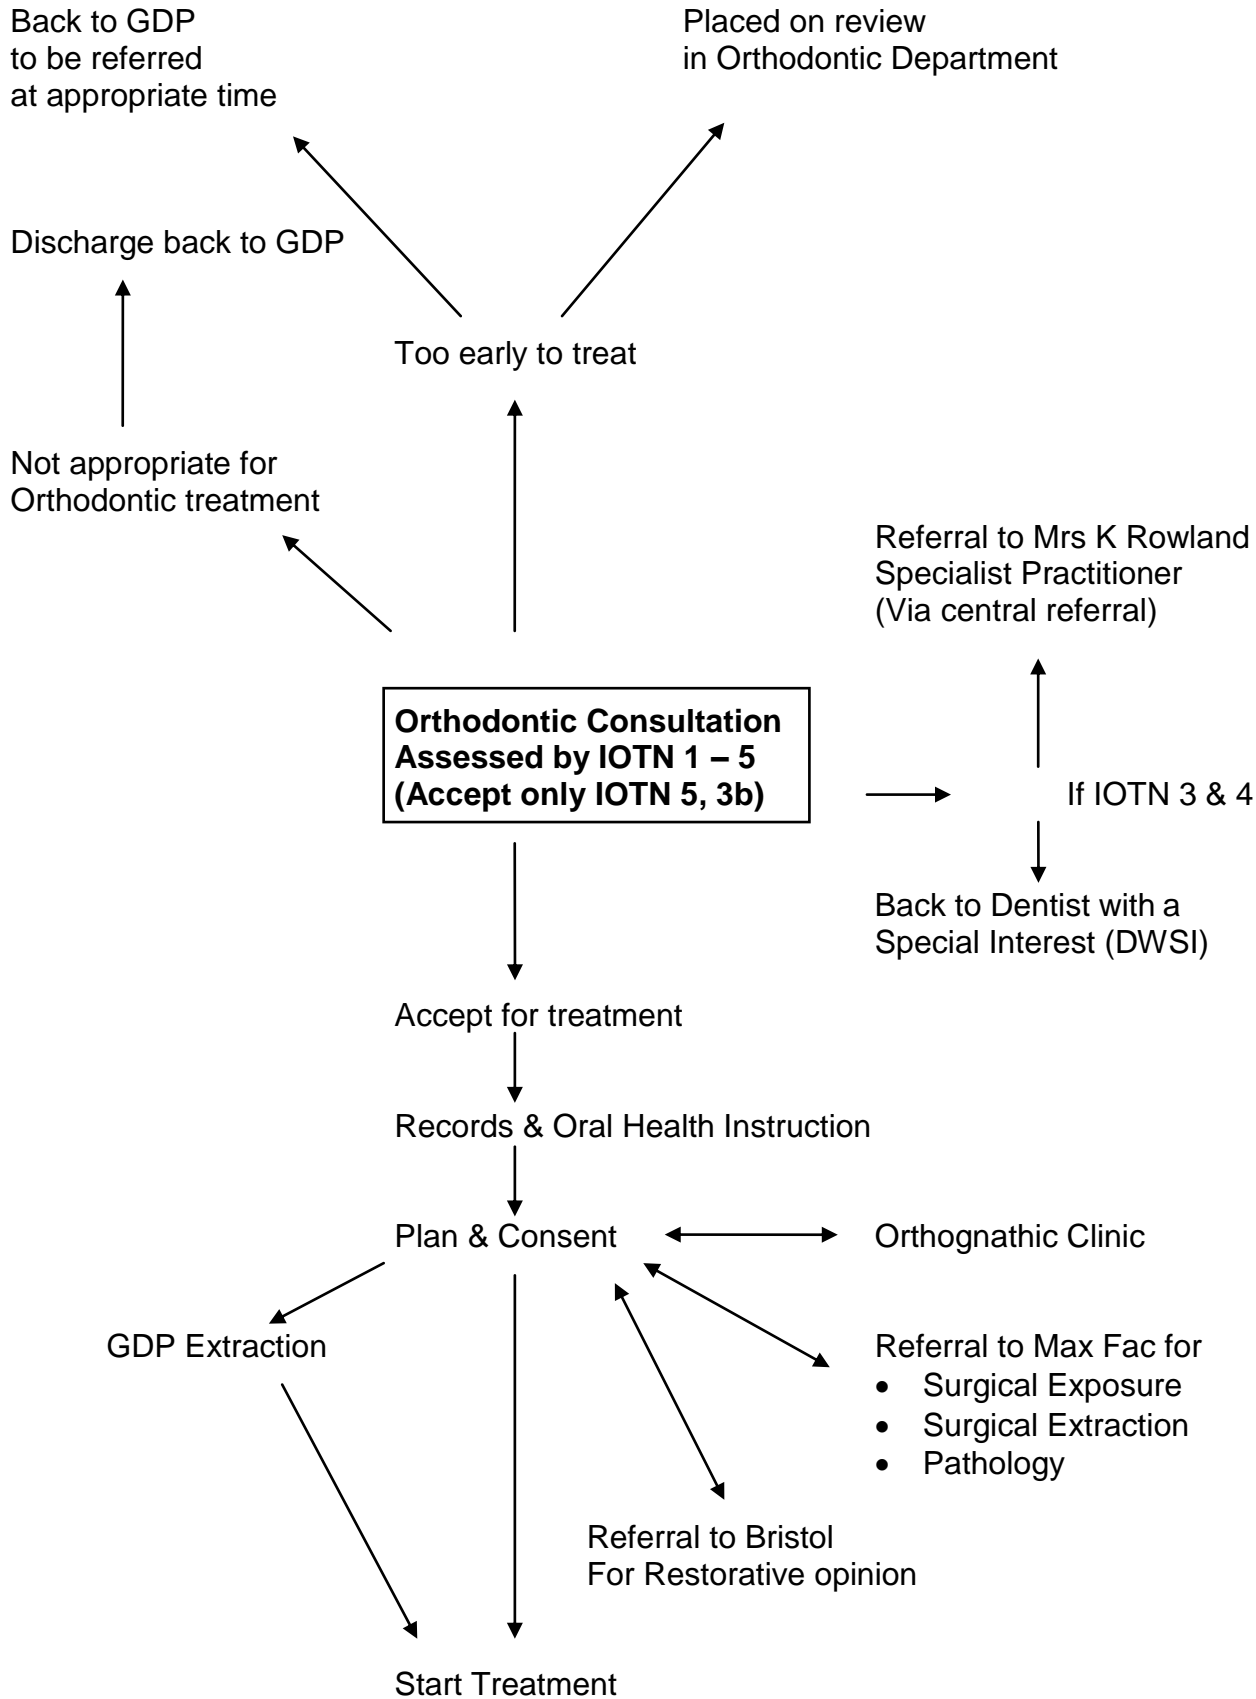 Back to GDP
to be referred
at appropriate time
Placed on review
in Orthodontic Department
Discharge back to GDP
Too early to treat
Not appropriate for
Orthodontic treatment
Referral to Mrs K Rowland
Specialist Practitioner
(Via central referral)
Orthodontic Consultation
Assessed by IOTN 1 – 5
(Accept only IOTN 5, 3b)
If IOTN 3 & 4
Back to Dentist with a
Special Interest (DWSI)
Accept for treatment
Records & Oral Health Instruction
Plan & Consent
Orthognathic Clinic
GDP Extraction
Referral to Max Fac for
• Surgical Exposure
• Surgical Extraction
• Pathology
Referral to Bristol
For Restorative opinion
Start Treatment